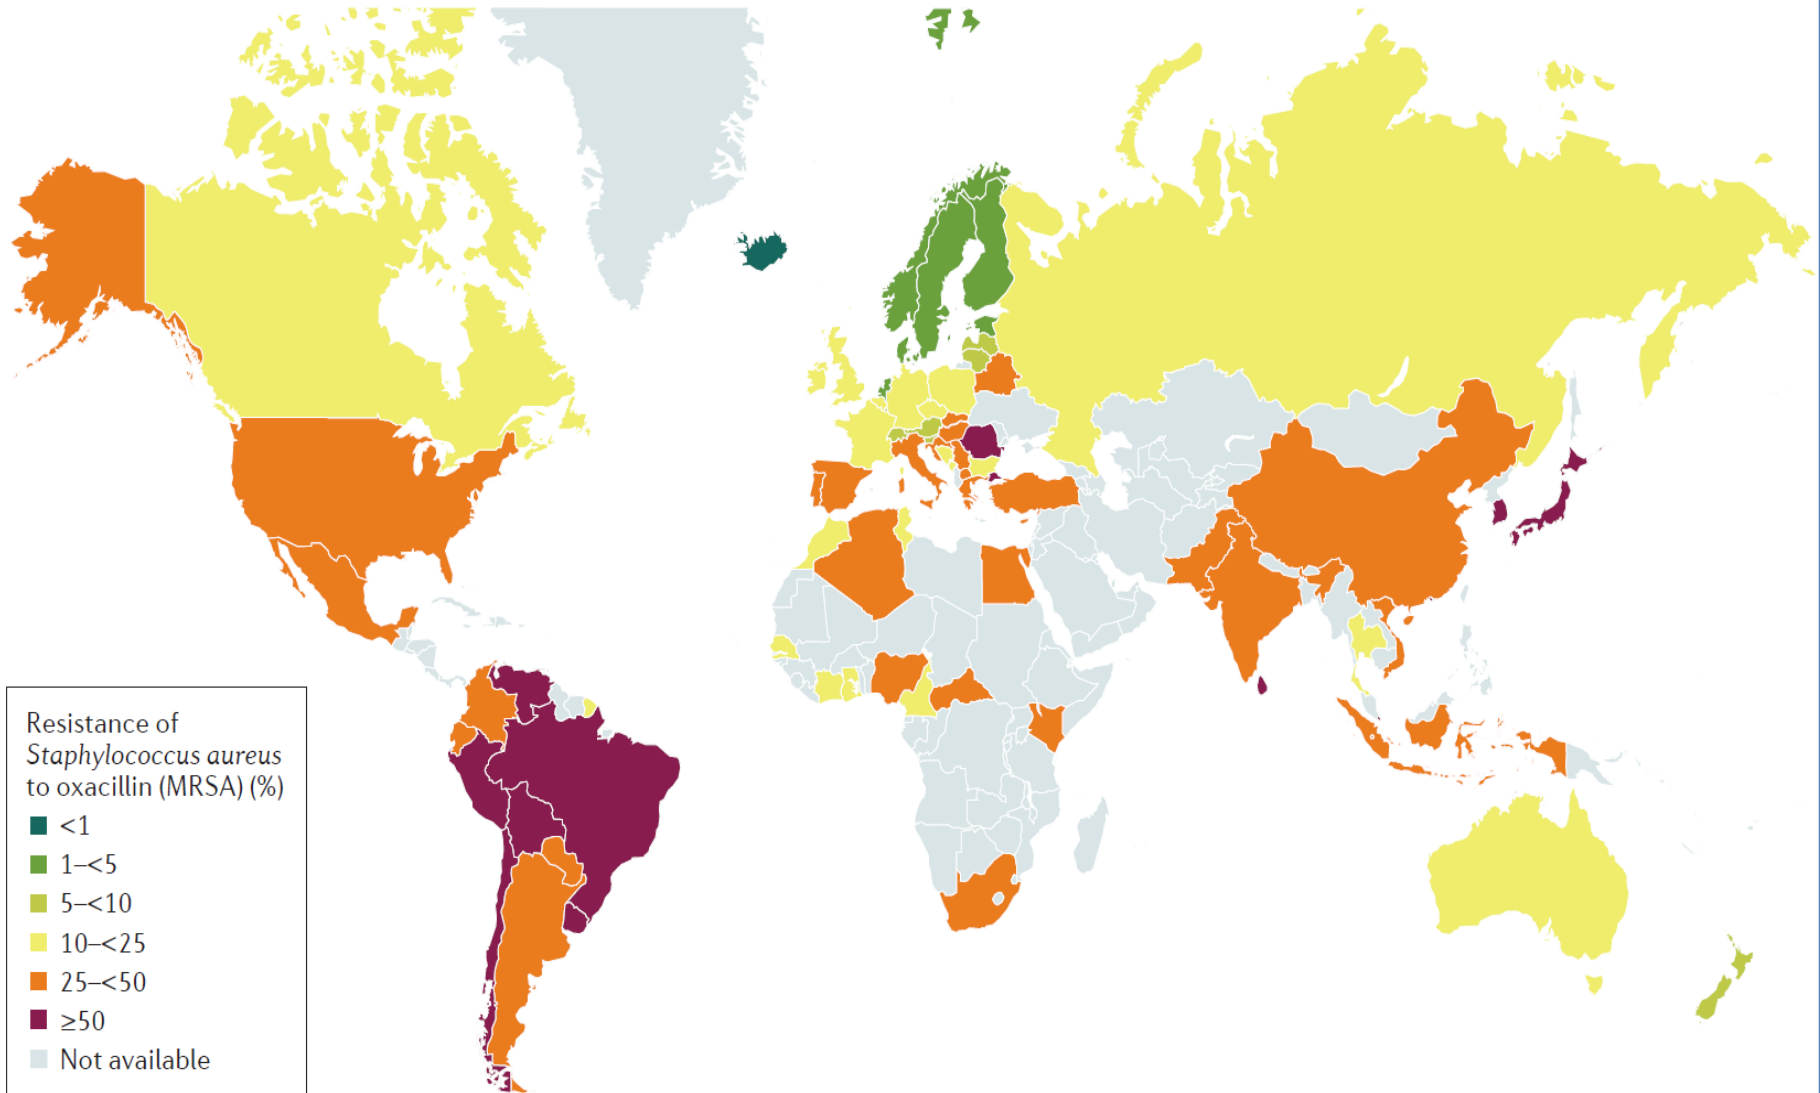 Resistance of
Staphylococcus aureus
to oxacillin (MRSA) (%)
<1
1–<5
5–<10
10–<25
25–<50
≥50
Not available